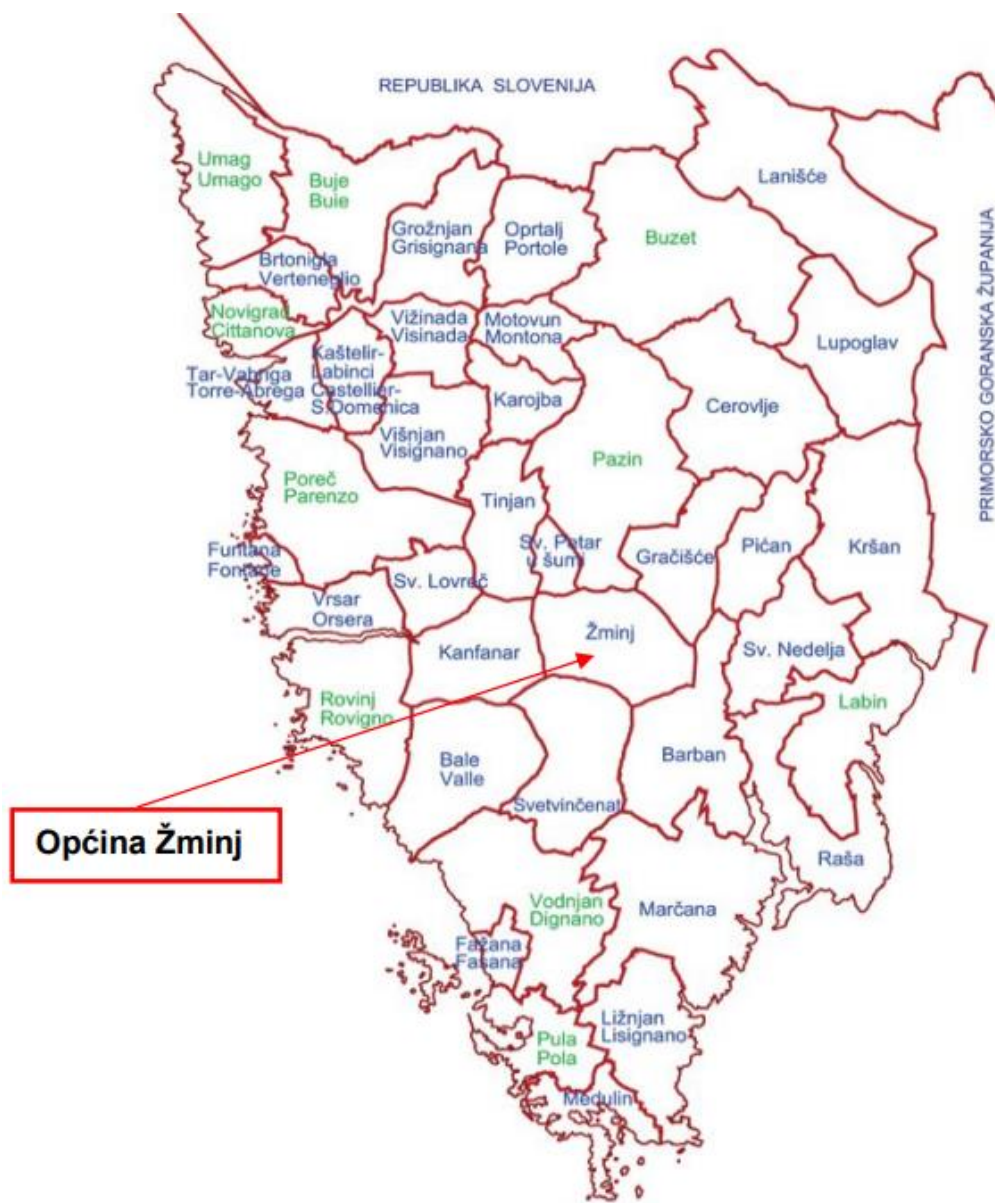 REPUBLIKA SLOVENIJA
Umag
Umago
Buje
Buie
Lanišće
Grožnjan
Grisignana
Oprtalj
Portole
Buzet
PRIMORSKO GORANSKA ŽUPANIJA
Brtonigla
Verteneglio
Novigrad
Cittanova
Vižinada
Visinada
Motovun
Montona
Lupoglav
Tar-Vabriga
Torre-Abrega
Kaštelir-
Labinci
Castellier-
S.Domenica
Karojba
Cerovlje
Višnjan
Visignano
Pazin
Poreč
Parenzo
Tinjan
Sv. Petar
u šumi
Gračišće
Pićan
Kršan
Funtana
Fontane
Sv. Lovreč
Vrsar
Orsera
Kanfanar
Žminj
Sv. Nedelja
Rovinj
Rovigno
Labin
Bale
Valle
Barban
Svetvinčenat
Općina Žminj
Raša
Vodnjan
Dignano
Marčana
Fažana
Fasana
Ližnjan
Lisignano
Pula
Pola
Medulin